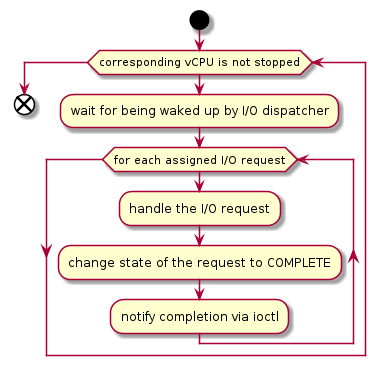 corresponding vCPU is not stopped
wait for being waked up by I/O dispatcher
for each assigned I/O request
handle the I/O request
change state of the request to COMPLETE
notify completion via ioctl